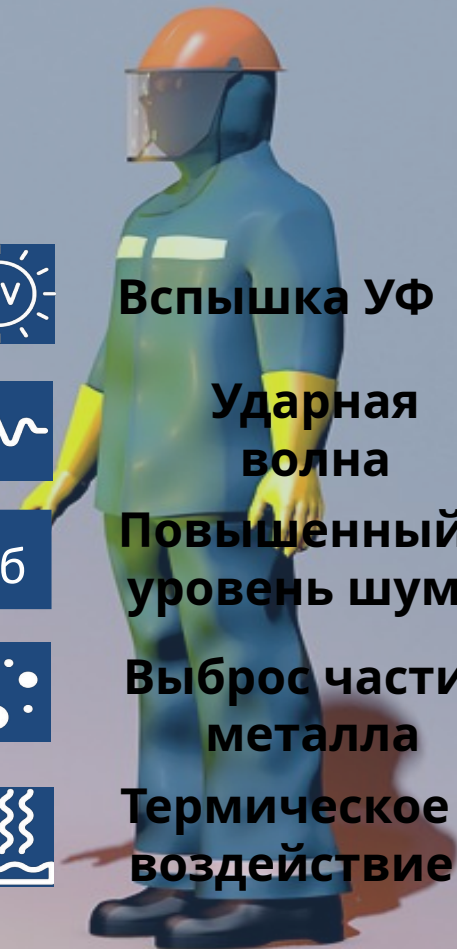 V
Вспышка УФ
Ударная
волна
б
Повышенный
уровень шум
Выброс части
металла
Термическое
воздействие